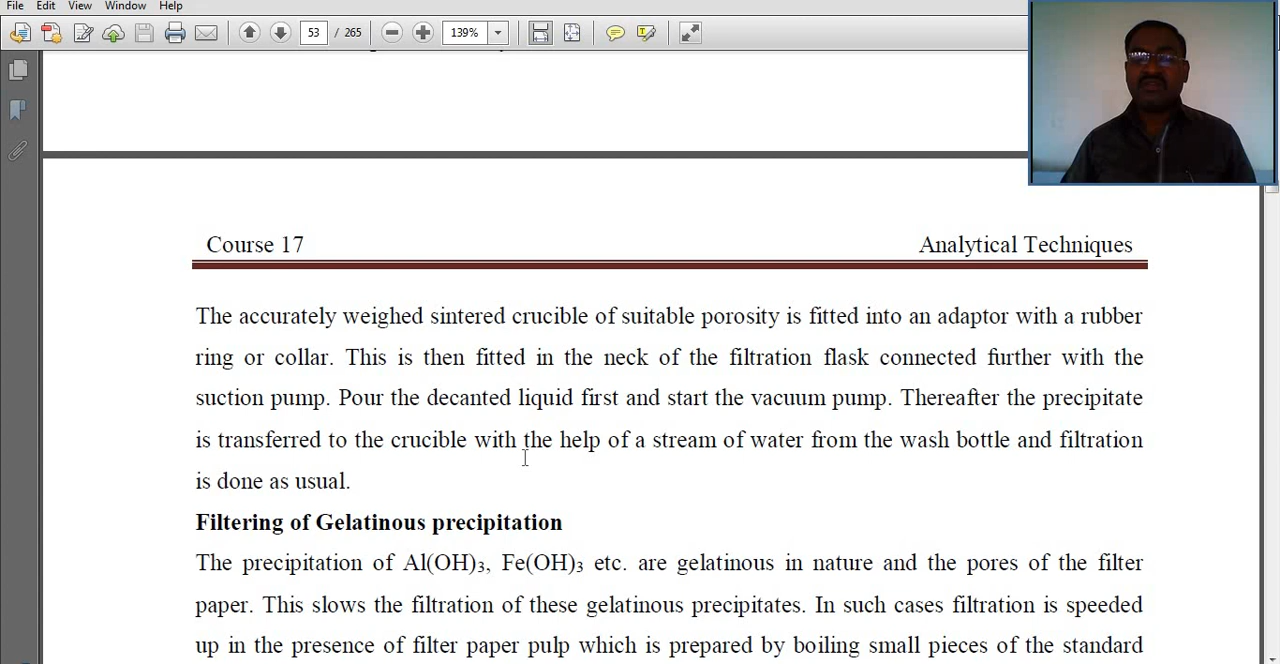 File Edit View Window Help
53 / 265 139%
Course 17 Analytical Techniques
The accurately weighed sintered crucible of suitable porosity is fitted into an adaptor with a rubber
ring or collar. This is then fitted in the neck of the filtration flask connected further with the
suction pump. Pour the decanted liquid first and start the vacuum pump. Thereafter the precipitate
is transferred to the crucible with the help of a stream of water from the wash bottle and filtration
is done as usual.
Filtering of Gelatinous precipitation
The precipitation of Al(OH)₃, Fe(OH)₃ etc. are gelatinous in nature and the pores of the filter
paper. This slows the filtration of these gelatinous precipitates. In such cases filtration is speeded
up in the presence of filter paper pulp which is prepared by boiling small pieces of the standard